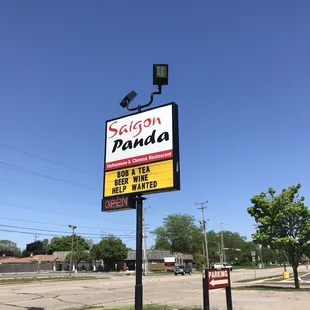 Saigon
Panda
Vietnamese & Chinese Restaurant
BOB A TEA
BEER WINE
HELP WANTED
OPEN
PARKING